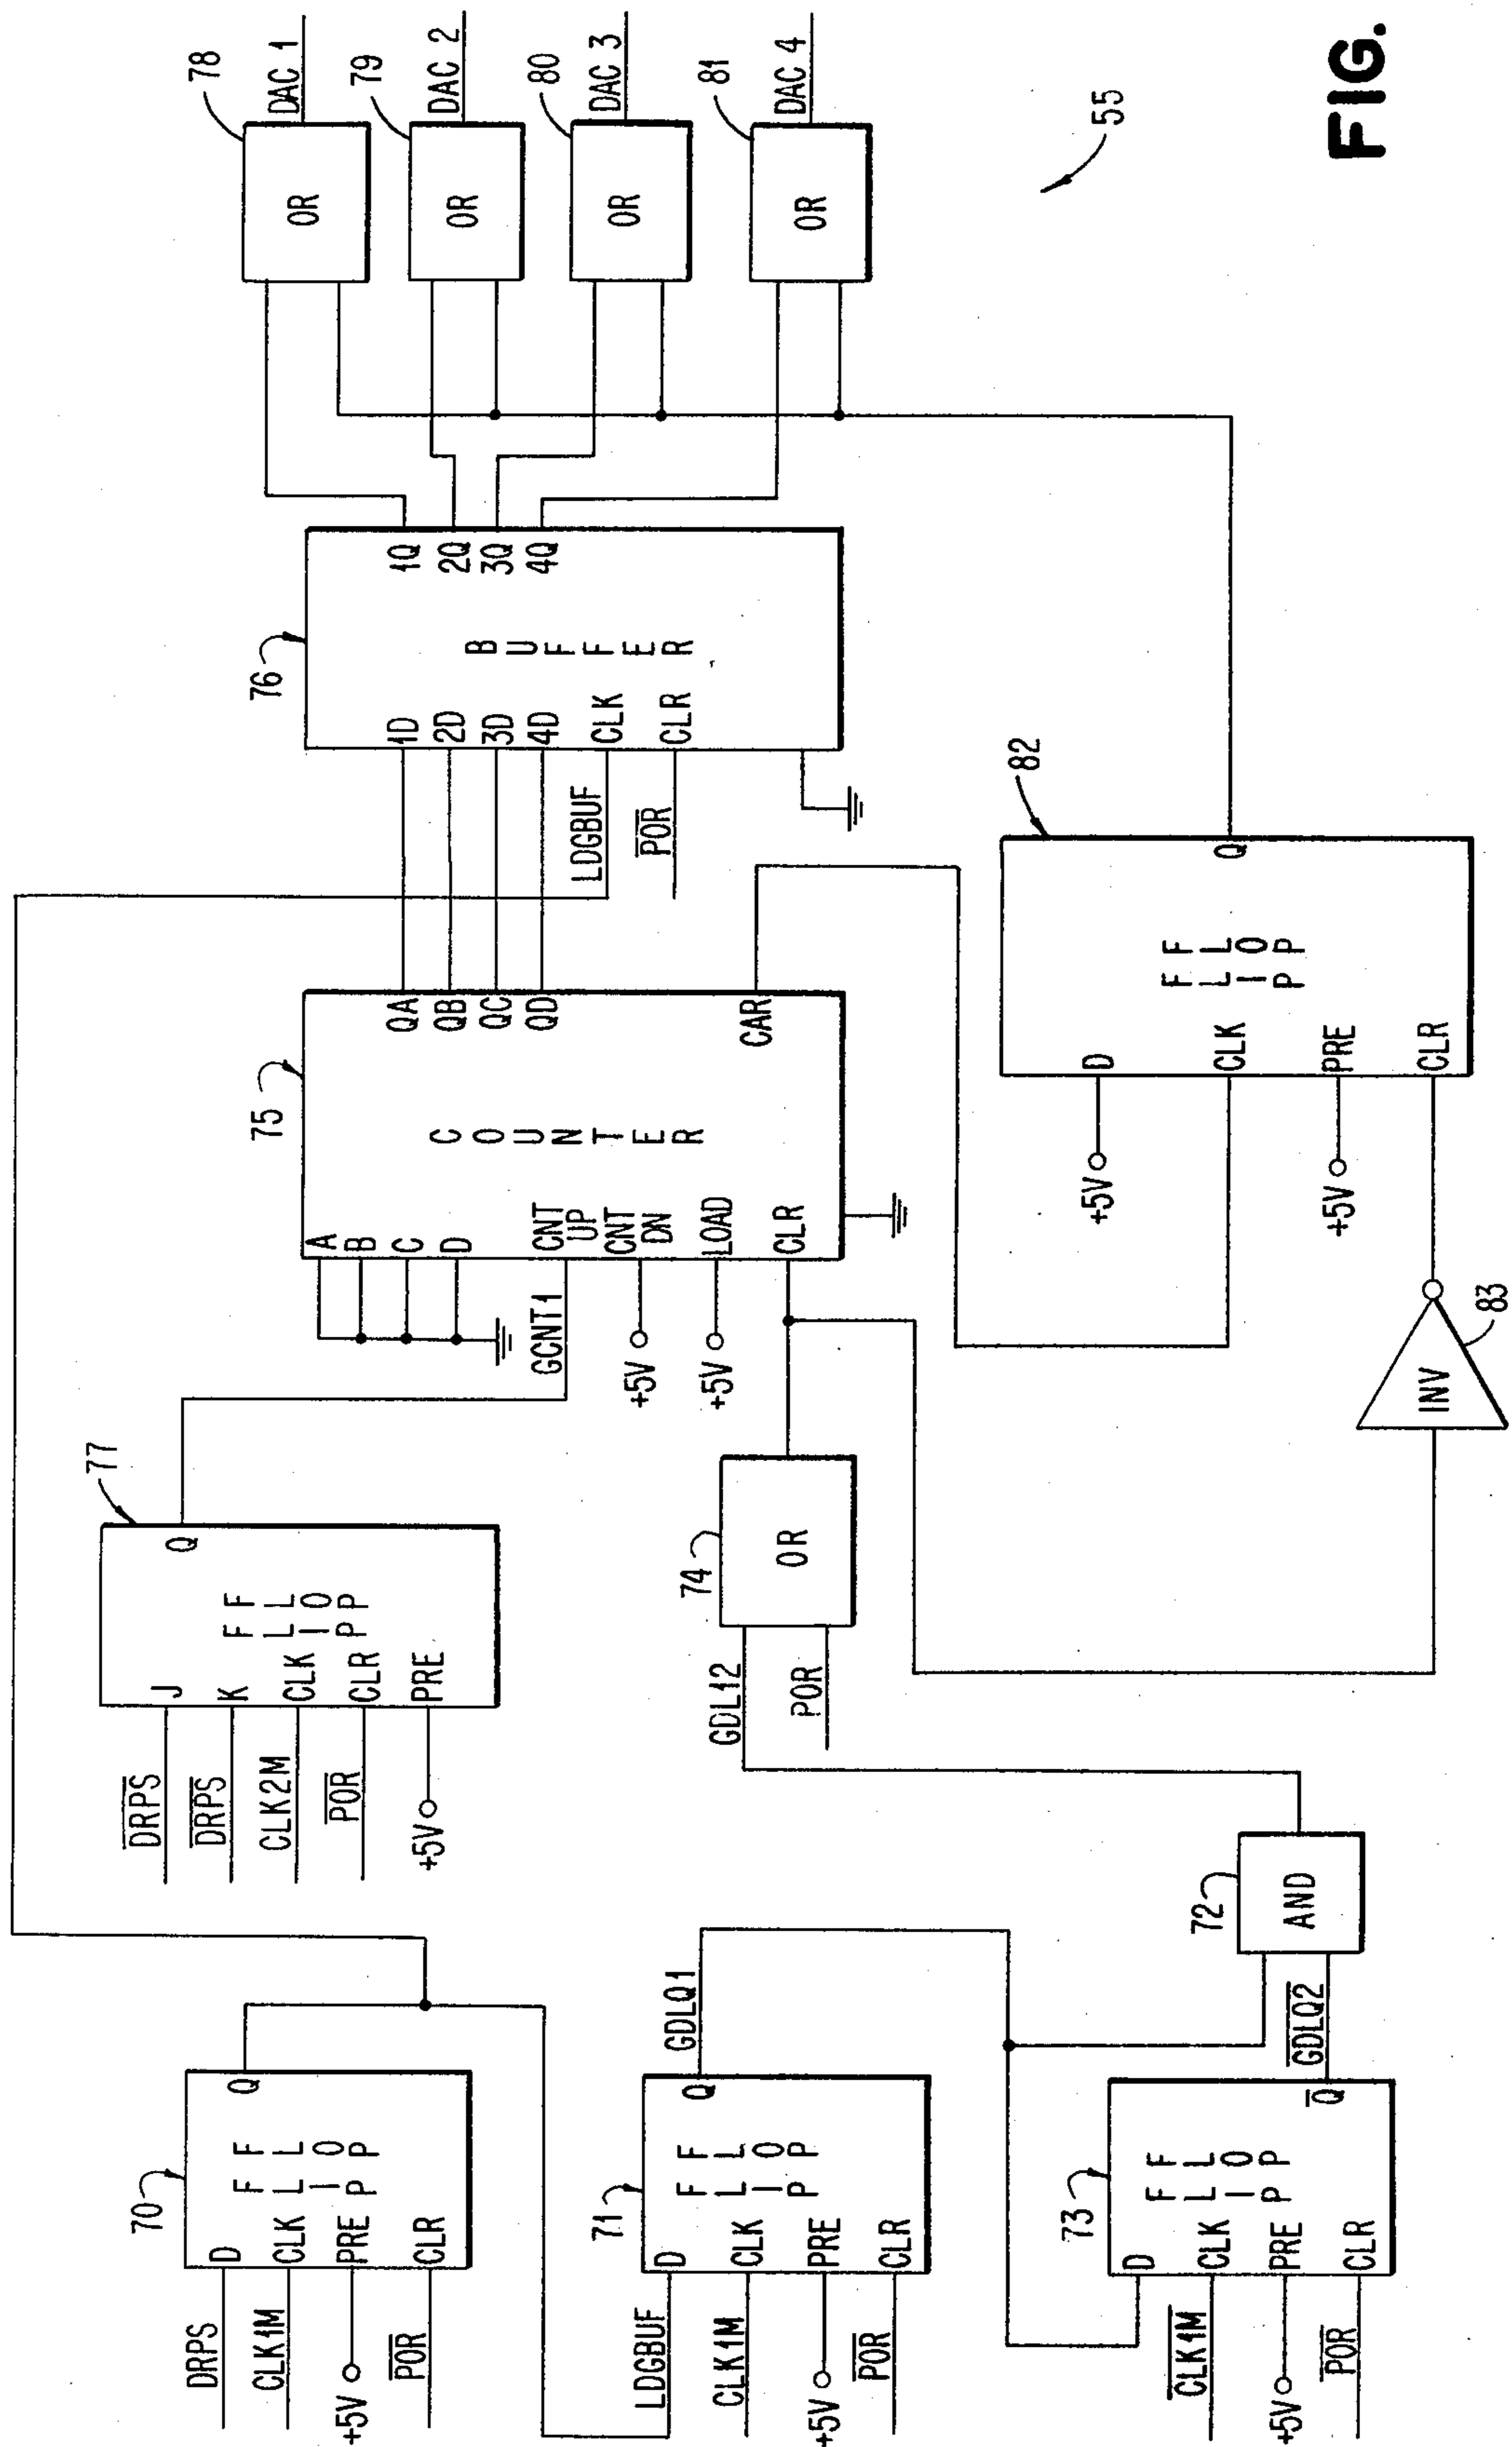 70
FLIP FLOP
D
CLK
PRE
CLR
Q
DRPS
CLK1M
+5V
POR
77
FLIP FLOP
J
K
CLK
CLR
PRE
Q
DRPS
DRPS
CLK2M
POR
+5V
71
FLIP FLOP
D
CLK
PRE
CLR
Q
LDGBUF
CLK1M
+5V
POR
GDLQ1
73
FLIP FLOP
D
CLK
PRE
CLR
Q
CLK1M
+5V
POR
GDLQ2
72
AND
74
OR
GDL12
POR
75
COUNTER
A
B
C
D
CNT
UP
CNT
DN
LOAD
CLR
QA
QB
QC
QD
CAR
GCNT1
+5V
+5V
76
BUFFER
1D
2D
3D
4D
CLK
CLR
1Q
2Q
3Q
4Q
LDGBUF
POR
82
FLIP FLOP
D
CLK
PRE
CLR
Q
+5V
+5V
INV
83
78
OR
DAC 1
79
OR
DAC 2
80
OR
DAC 3
81
OR
DAC 4
55
FIG.